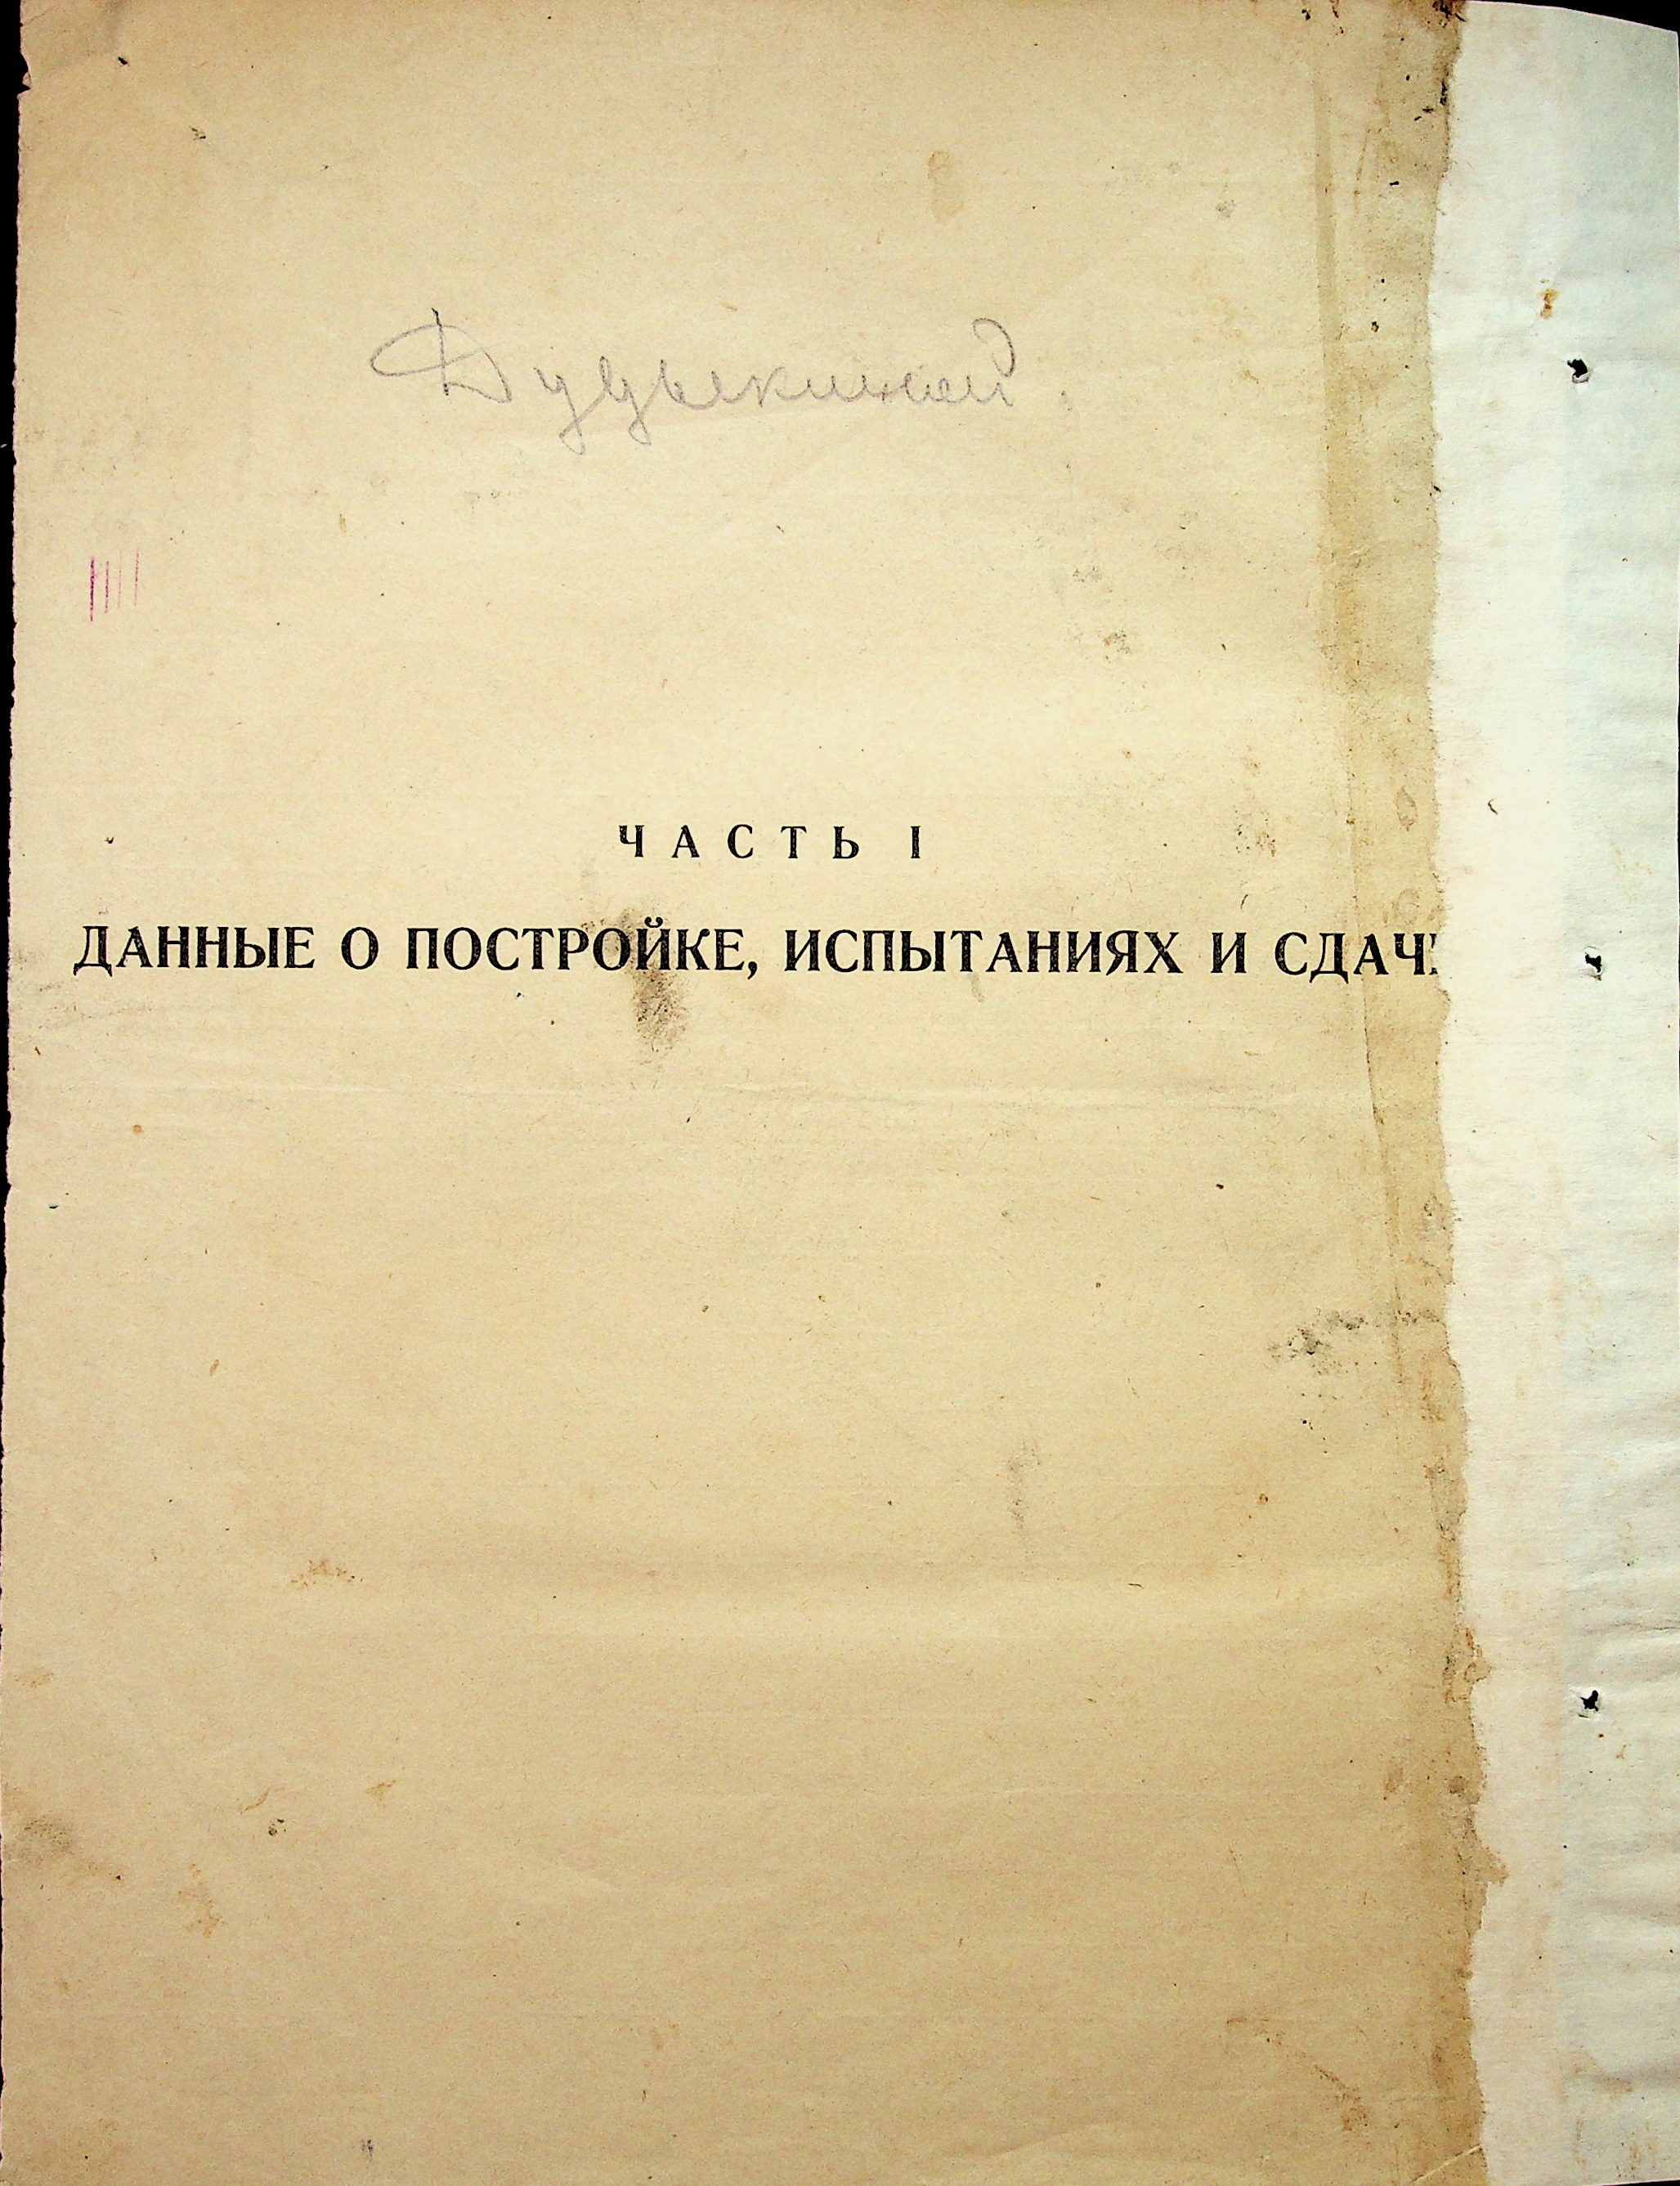 ЧАСТЬ I
ДАННЫЕ О ПОСТРОЙКЕ, ИСПЫТАНИЯХ И СДАЧ